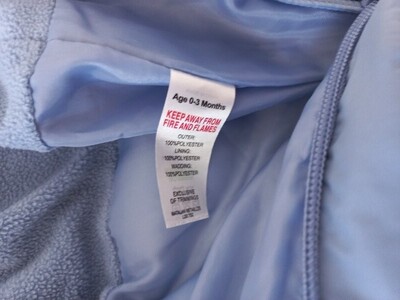 Age 0-3 Months
KEEP AWAY FROM
FIRE AND FLAMES
OUTER:
100%POLYESTER
LINING:
100%POLYESTER
WADDING:
100%POLYESTER
EXCLUSIVE
OF TRIMMINGS
LIMITED